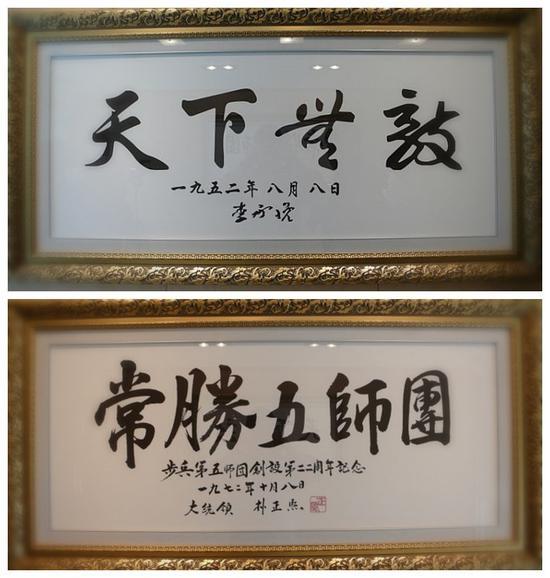 天下無敵
一九五二年八月八日
李承晩
常勝五師團
步兵第五師団創設第二二周年記念
一九七二年十月八日
大統領 朴正熙